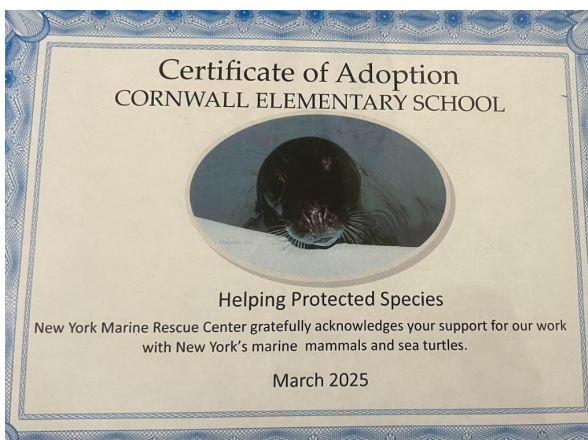 Certificate of Adoption
CORNWALL ELEMENTARY SCHOOL
Helping Protected Species
New York Marine Rescue Center gratefully acknowledges your support for our work
with New York's marine mammals and sea turtles.
March 2025